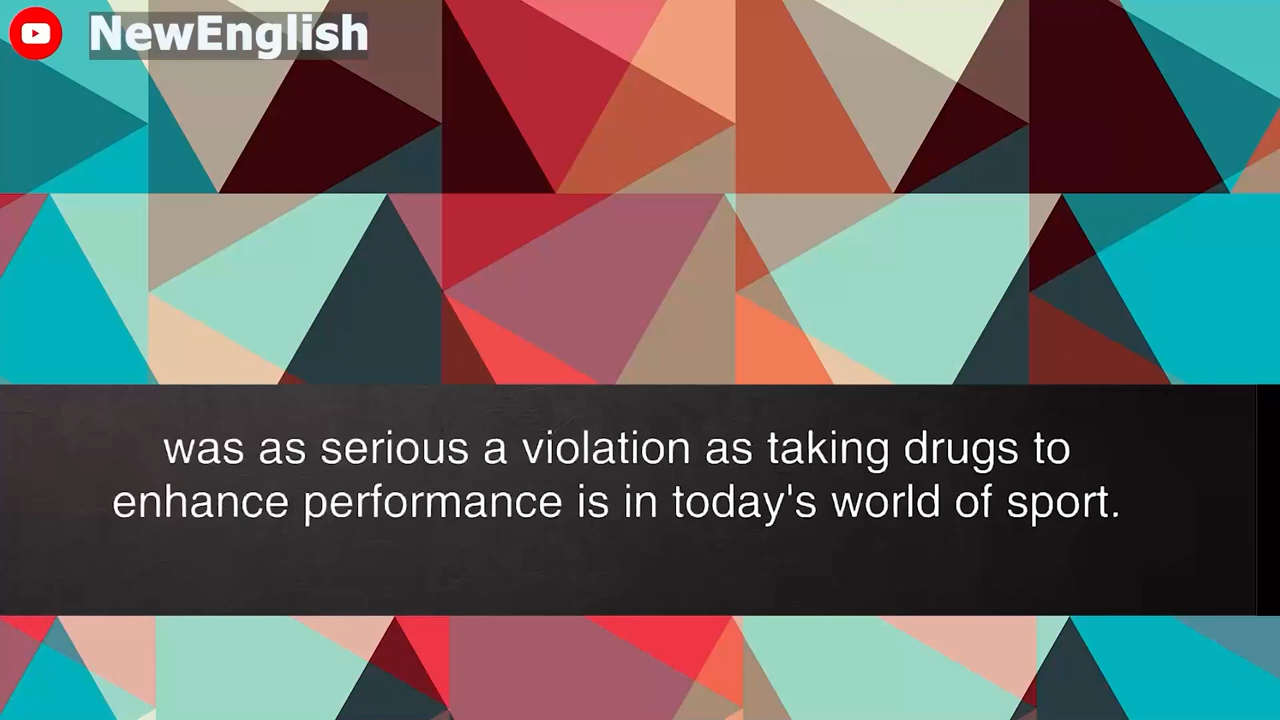 NewEnglish
was as serious a violation as taking drugs to
enhance performance is in today's world of sport.